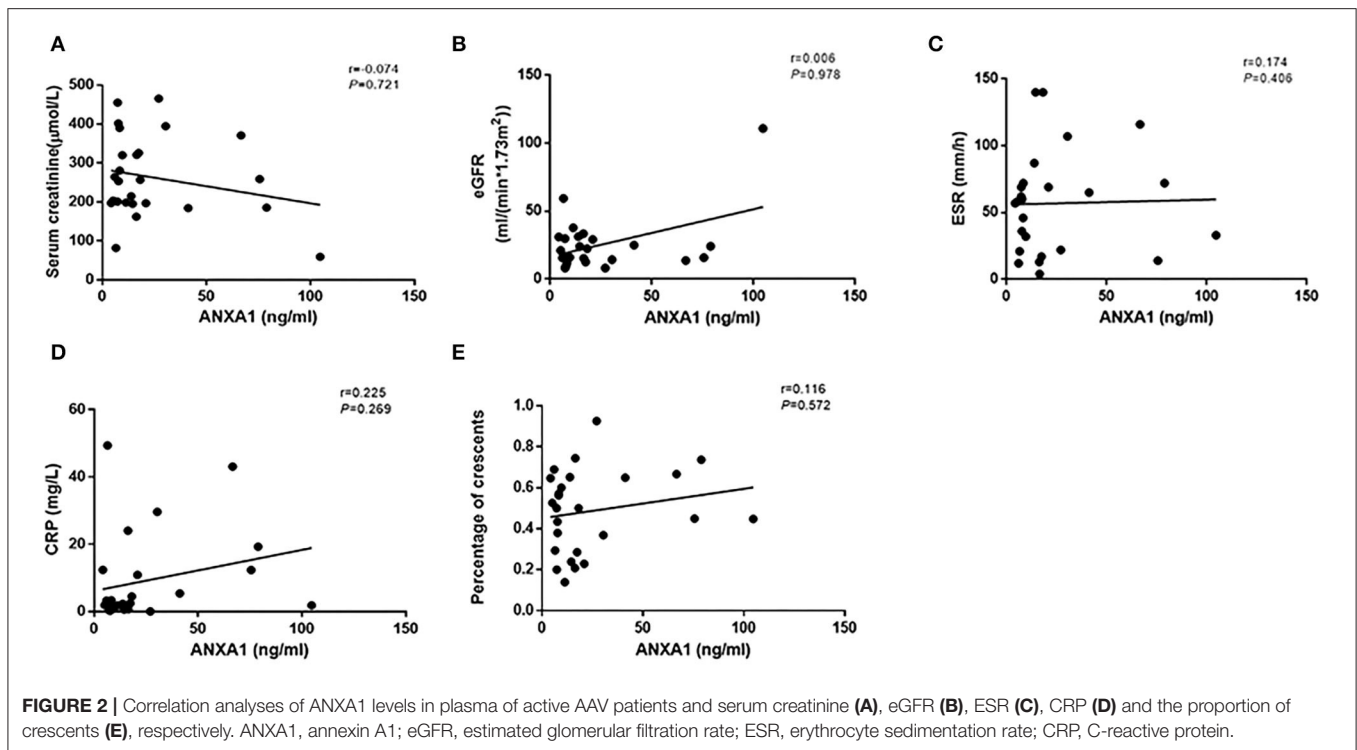 A
r=-0.074
P=0.721
Serum creatinine(μmol/L)
500
400
300
200
100
0
0 50 100 150
ANXA1 (ng/ml)
B
r=0.006
P=0.978
eGFR
(ml/(min*1.73m²))
150
100
50
0
0 50 100 150
ANXA1 (ng/ml)
C
r=0.174
P=0.406
ESR (mm/h)
150
100
50
0
0 50 100 150
ANXA1 (ng/ml)
D
r=0.225
P=0.269
CRP (mg/L)
60
40
20
0
0 50 100 150
ANXA1 (ng/ml)
E
r=0.116
P=0.572
Percentage of crescents
1.0
0.8
0.6
0.4
0.2
0.0
0 50 100 150
ANXA1 (ng/ml)
FIGURE 2 | Correlation analyses of ANXA1 levels in plasma of active AAV patients and serum creatinine (A), eGFR (B), ESR (C), CRP (D) and the proportion of
crescents (E), respectively. ANXA1, annexin A1; eGFR, estimated glomerular filtration rate; ESR, erythrocyte sedimentation rate; CRP, C-reactive protein.